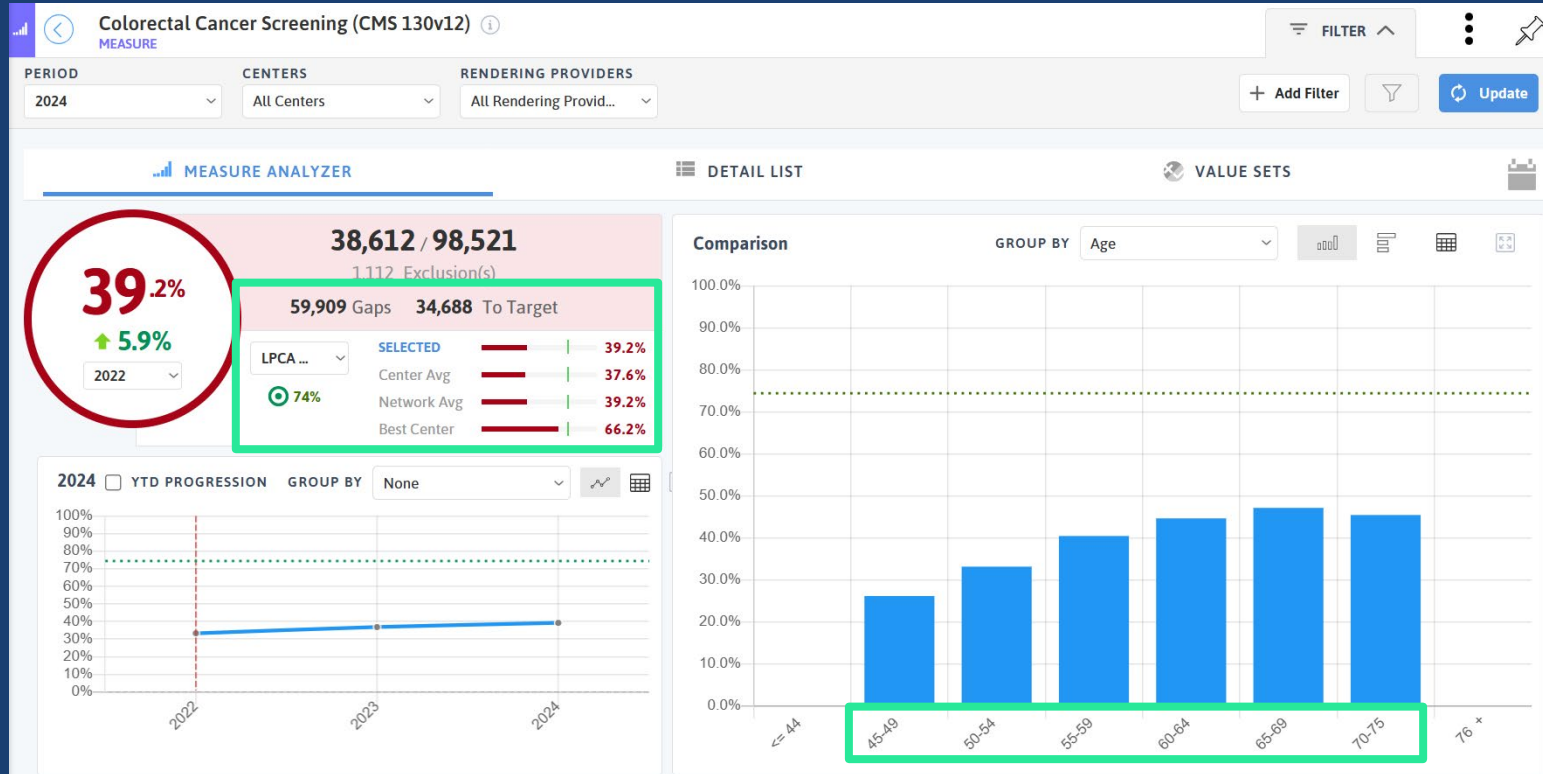 Colorectal Cancer Screening (CMS 130v12)
MEASURE
FILTER
PERIOD CENTERS RENDERING PROVIDERS
2024 All Centers All Rendering Provid...
+ Add Filter Update
MEASURE ANALYZER DETAIL LIST VALUE SETS
39.2%
5.9%
2022
38,612 / 98,521
1,112 Exclusion(s)
59,909 Gaps 34,688 To Target
LPCA ...
74%
SELECTED 39.2%
Center Avg 37.6%
Network Avg 39.2%
Best Center 66.2%
2024 YTD PROGRESSION GROUP BY None
100%
90%
80%
70%
60%
50%
40%
30%
20%
10%
0%
2022 2023 2024
Comparison GROUP BY Age
100.0%
90.0%
80.0%
70.0%
60.0%
50.0%
40.0%
30.0%
20.0%
10.0%
0.0%
<= 44 45-49 50-54 55-59 60-64 65-69 70-75 76 +